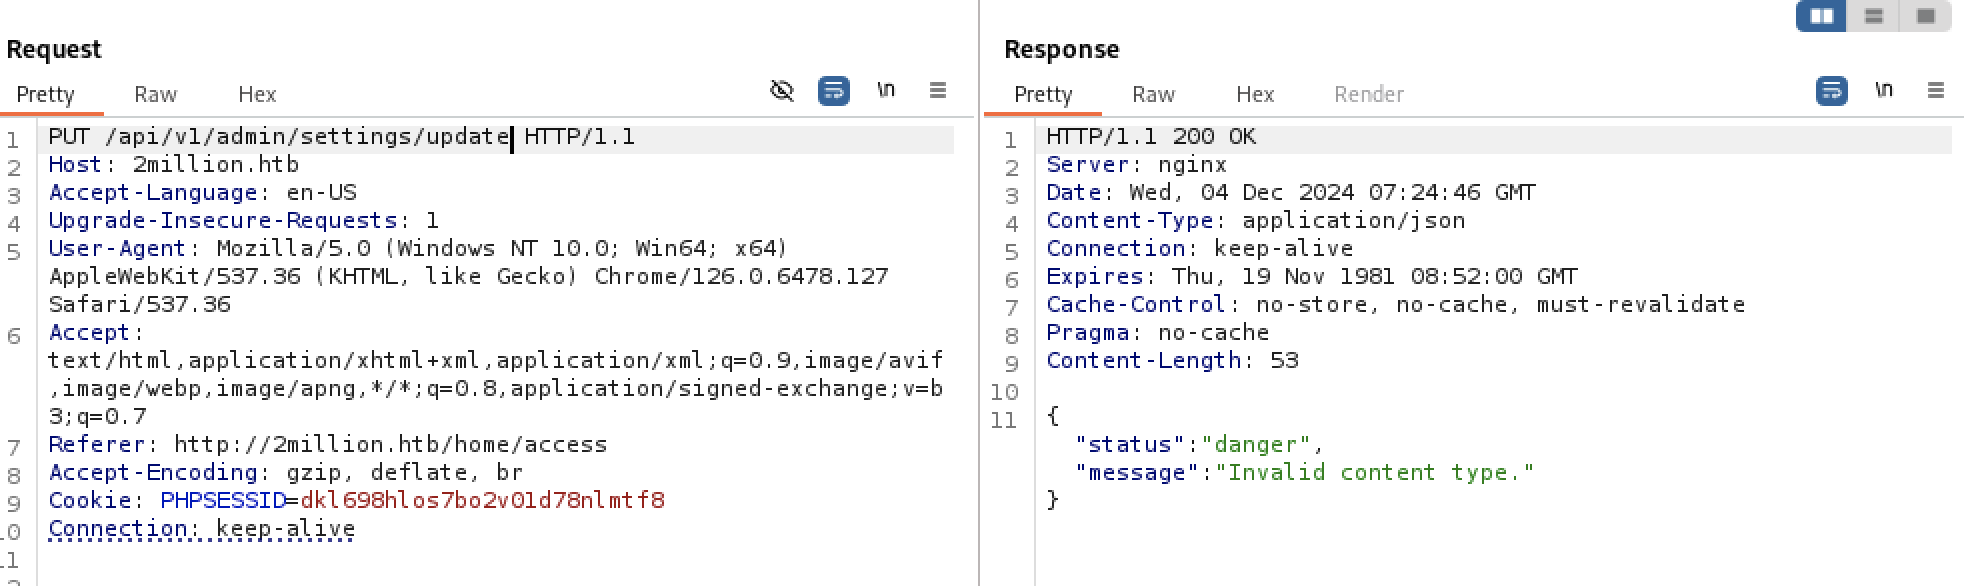 Request
Pretty Raw Hex \n
1 PUT /api/v1/admin/settings/update HTTP/1.1
2 Host: 2million.htb
3 Accept-Language: en-US
4 Upgrade-Insecure-Requests: 1
5 User-Agent: Mozilla/5.0 (Windows NT 10.0; Win64; x64)
AppleWebKit/537.36 (KHTML, like Gecko) Chrome/126.0.6478.127
Safari/537.36
6 Accept:
text/html,application/xhtml+xml,application/xml;q=0.9,image/avif
,image/webp,image/apng,*/*;q=0.8,application/signed-exchange;v=b
3;q=0.7
7 Referer: http://2million.htb/home/access
8 Accept-Encoding: gzip, deflate, br
9 Cookie: PHPSESSID=dkl698hlos7bo2v01d78nlmtf8
10 Connection: keep-alive
11
Response
Pretty Raw Hex Render \n
1 HTTP/1.1 200 OK
2 Server: nginx
3 Date: Wed, 04 Dec 2024 07:24:46 GMT
4 Content-Type: application/json
5 Connection: keep-alive
6 Expires: Thu, 19 Nov 1981 08:52:00 GMT
7 Cache-Control: no-store, no-cache, must-revalidate
8 Pragma: no-cache
9 Content-Length: 53
10
11 {
"status":"danger",
"message":"Invalid content type."
}